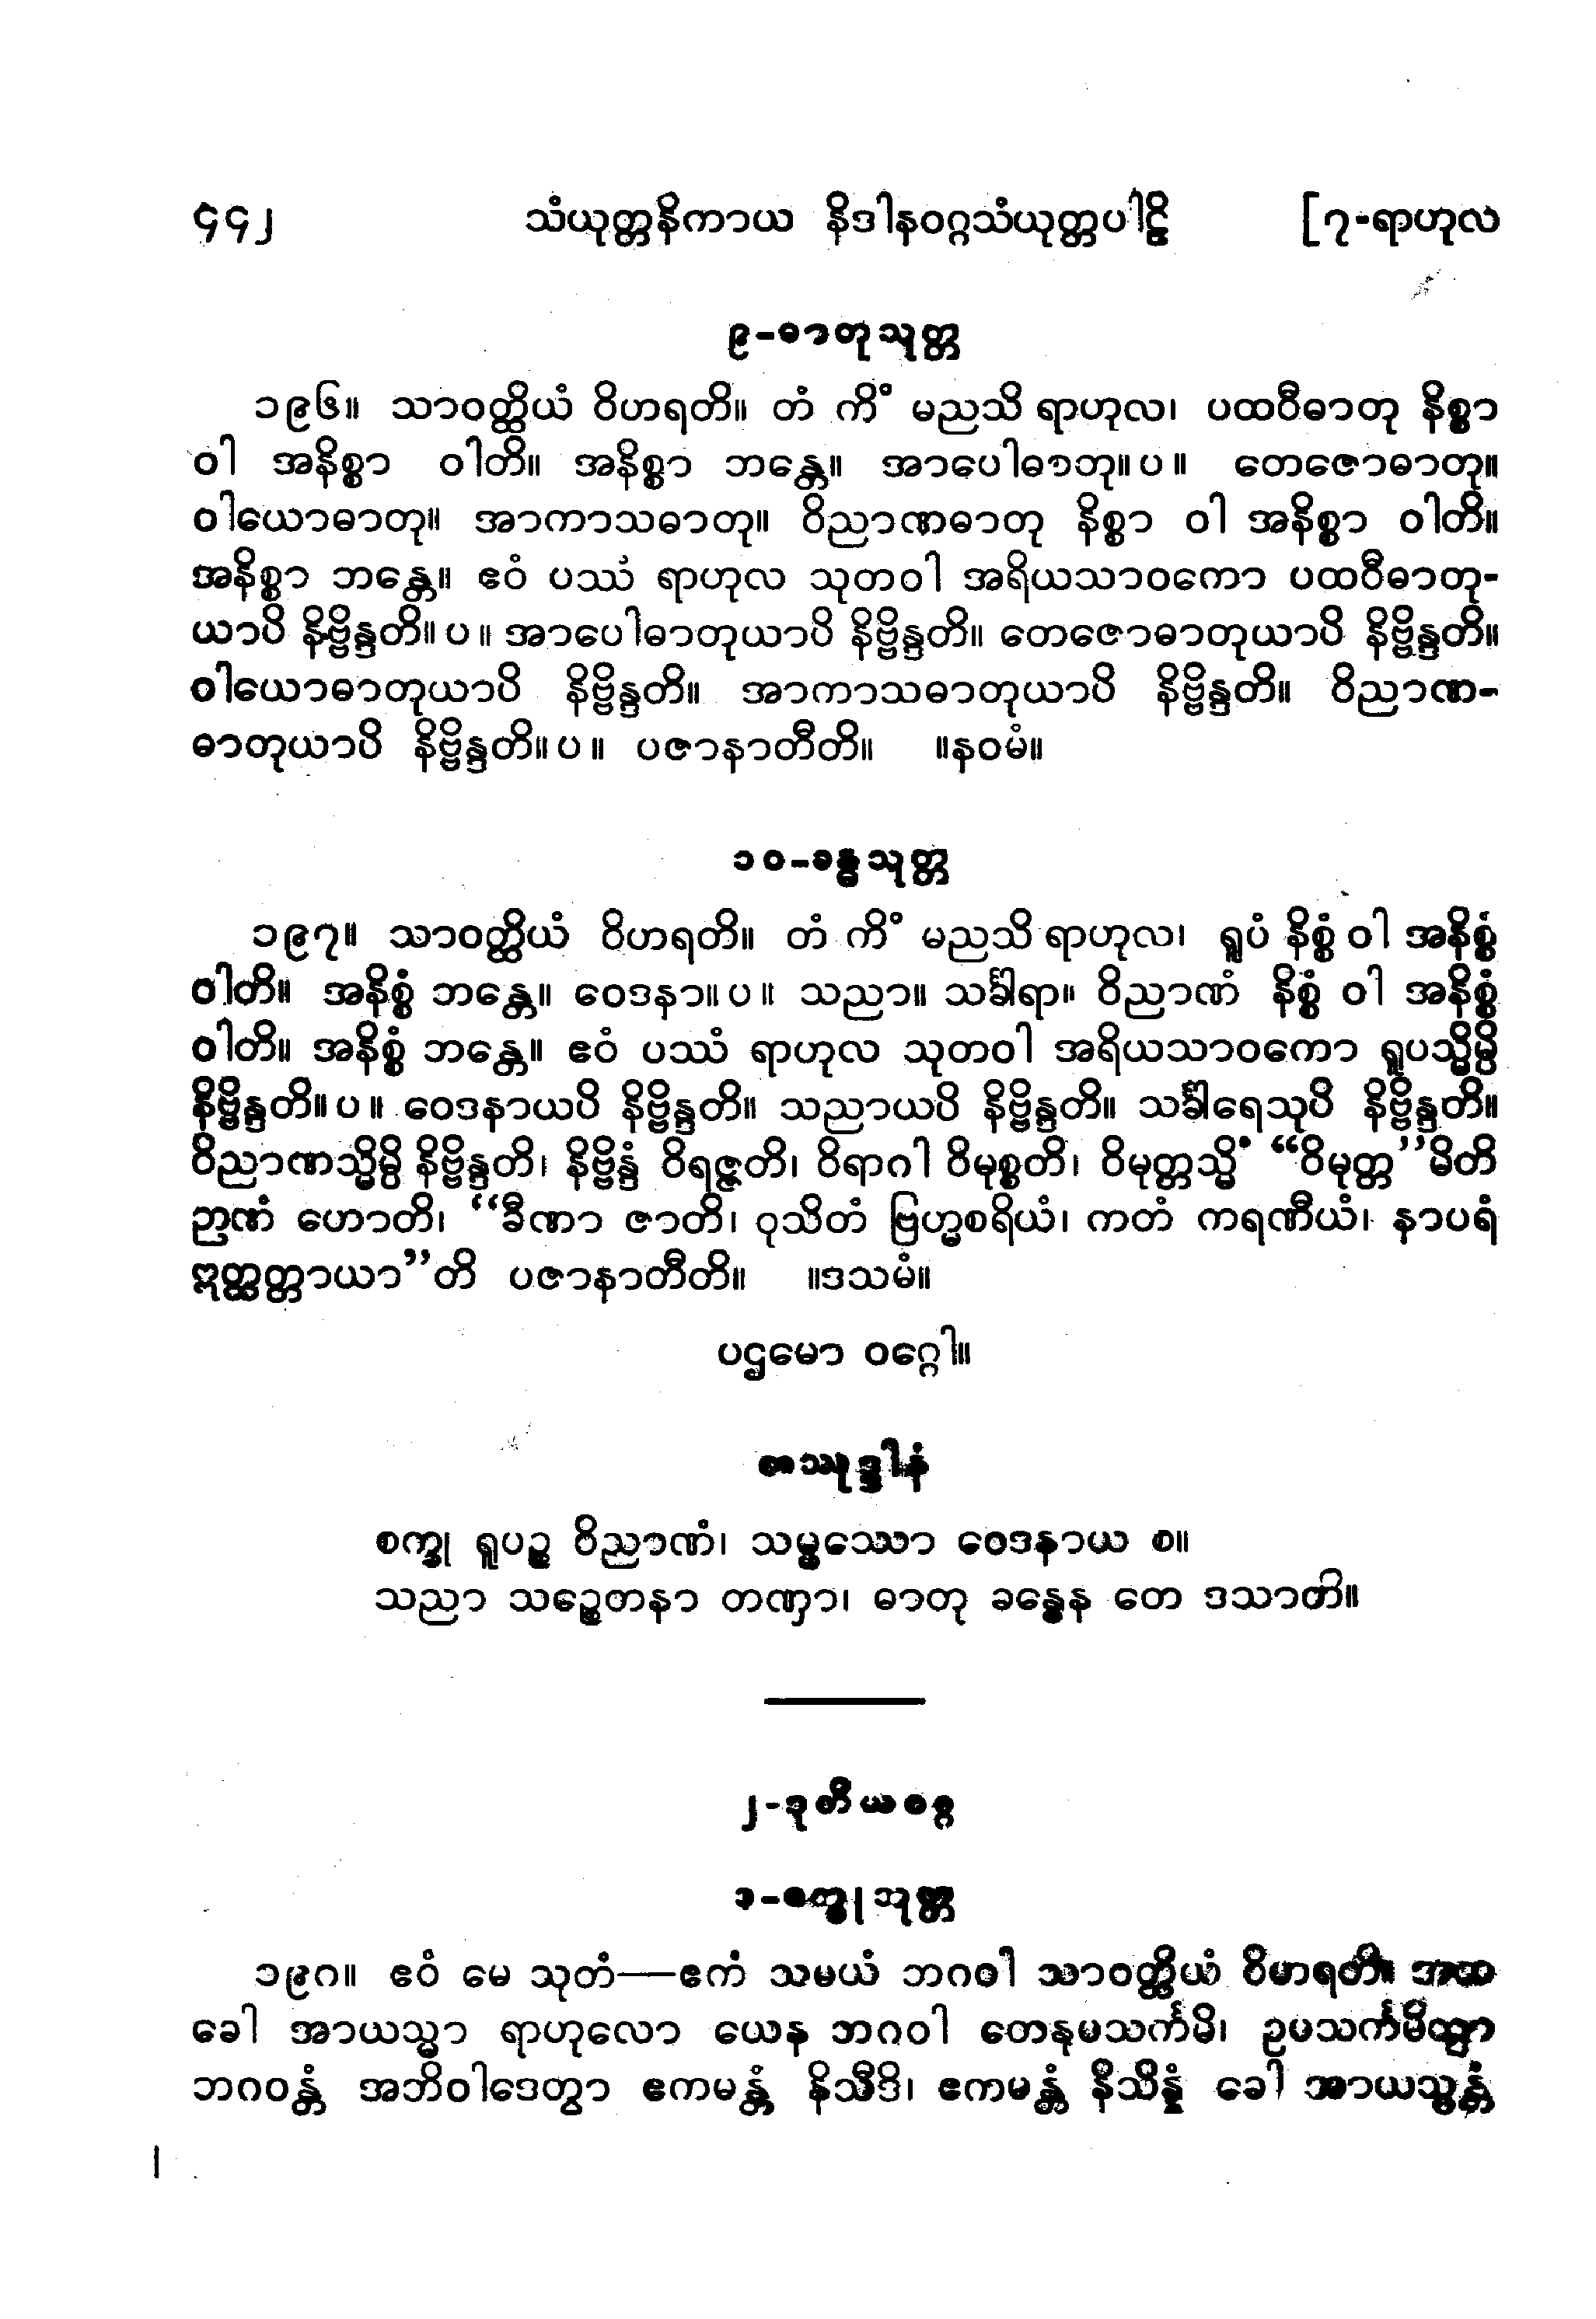 ၄၄၂ သံယုတ္တနိကာယ နိဒါနဝဂ္ဂသံယုတ္တပါဠိ [၇-ရာဟုလ
၉-ဓာတုသုတ္တ
၁၉၆။ သာဝတ္ထိယံ ဝိဟရတိ။ တံ ကိံ မညသိ ရာဟုလ၊ ပထဝီဓာတု နိစ္စာ
ဝါ အနိစ္စာ ဝါတိ။ အနိစ္စာ ဘန္တေ။ အာပေါဓာတု။ ပ ။ တေဇောဓာတု။
ဝါယောဓာတု။ အာကာသဓာတု။ ဝိညာဏဓာတု နိစ္စာ ဝါ အနိစ္စာ ဝါတိ။
အနိစ္စာ ဘန္တေ။ ဧဝံ ပဿံ ရာဟုလ သုတဝါ အရိယသာဝကော ပထဝီဓာတု-
ယာပိ နိဗ္ဗိန္ဒတိ။ ပ ။ အာပေါဓာတုယာပိ နိဗ္ဗိန္ဒတိ။ တေဇောဓာတုယာပိ နိဗ္ဗိန္ဒတိ။
ဝါယောဓာတုယာပိ နိဗ္ဗိန္ဒတိ။ အာကာသဓာတုယာပိ နိဗ္ဗိန္ဒတိ။ ဝိညာဏ-
ဓာတုယာပိ နိဗ္ဗိန္ဒတိ။ ပ ။ ပဇာနာတီတိ။ ။နဝမံ။
၁၀-ခန္ဓသုတ္တ
၁၉၇။ သာဝတ္ထိယံ ဝိဟရတိ။ တံ ကိံ မညသိ ရာဟုလ၊ ရူပံ နိစ္စံ ဝါ အနိစ္စံ
ဝါတိ။ အနိစ္စံ ဘန္တေ။ ဝေဒနာ။ ပ ။ သညာ။ သင်္ခါရာ။ ဝိညာဏံ နိစ္စံ ဝါ အနိစ္စံ
ဝါတိ။ အနိစ္စံ ဘန္တေ။ ဧဝံ ပဿံ ရာဟုလ သုတဝါ အရိယသာဝကော ရူပသ္မိမ္ပိ
နိဗ္ဗိန္ဒတိ။ ပ ။ ဝေဒနာယပိ နိဗ္ဗိန္ဒတိ။ သညာယပိ နိဗ္ဗိန္ဒတိ။ သင်္ခါရေသုပိ နိဗ္ဗိန္ဒတိ။
ဝိညာဏသ္မိမ္ပိ နိဗ္ဗိန္ဒတိ၊ နိဗ္ဗိန္ဒံ ဝိရဇ္ဇတိ၊ ဝိရာဂါ ဝိမုစ္စတိ၊ ဝိမုတ္တသ္မိံ “ဝိမုတ္တ”မိတိ
ဉာဏံ ဟောတိ၊ “ခီဏာ ဇာတိ၊ ဝုသိတံ ဗြဟ္မစရိယံ၊ ကတံ ကရဏီယံ၊ နာပရံ
ဣတ္ထတ္တာယာ”တိ ပဇာနာတီတိ။ ။ဒသမံ။
ပဌမော ဝဂ္ဂေါ။
တဿုဒ္ဒါနံ
စက္ခု ရူပဉ္စ ဝိညာဏံ၊ သမ္ဖဿော ဝေဒနာယ စ။
သညာ သဉ္စေတနာ တဏှာ၊ ဓာတု ခန္ဓေန တေ ဒသာတိ။
၂-ဒုတိယဝဂ္ဂ
၁-စက္ခုသုတ္တ
၁၉၈။ ဧဝံ မေ သုတံ—ဧကံ သမယံ ဘဂဝါ သာဝတ္ထိယံ ဝိဟရတိ။ အထ
ခေါ အာယသ္မာ ရာဟုလော ယေန ဘဂဝါ တေနုပသင်္ကမိ၊ ဥပသင်္ကမိတွာ
ဘဂဝန္တံ အဘိဝါဒေတွာ ဧကမန္တံ နိသီဒိ၊ ဧကမန္တံ နိသိန္နံ ခေါ အာယသ္မန္တံ